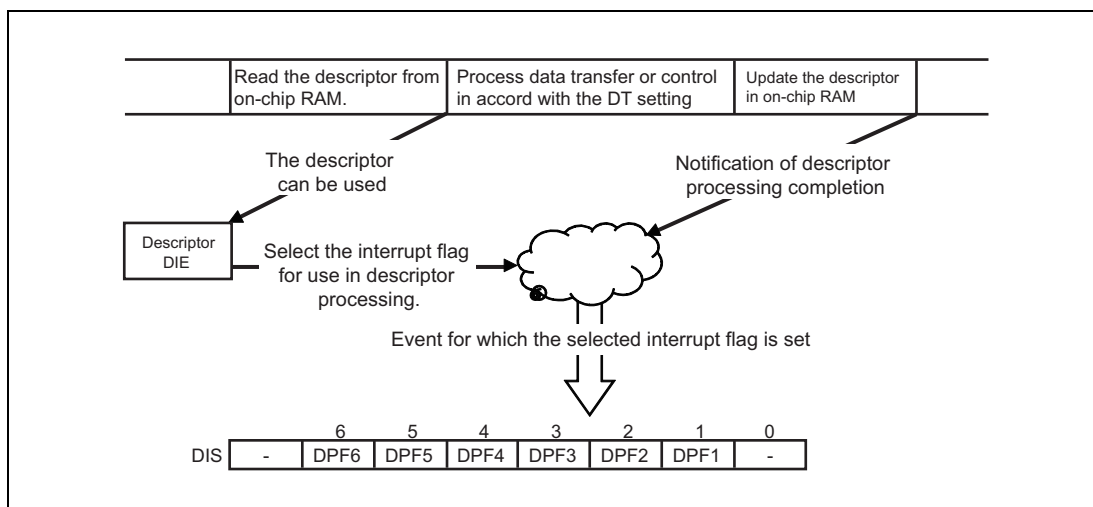 Read the descriptor from
on-chip RAM.
Process data transfer or control
in accord with the DT setting
Update the descriptor
in on-chip RAM
The descriptor
can be used
Notification of descriptor
processing completion
Descriptor
DIE
Select the interrupt flag
for use in descriptor
processing.
Event for which the selected interrupt flag is set
6 5 4 3 2 1 0
DIS - DPF6 DPF5 DPF4 DPF3 DPF2 DPF1 -